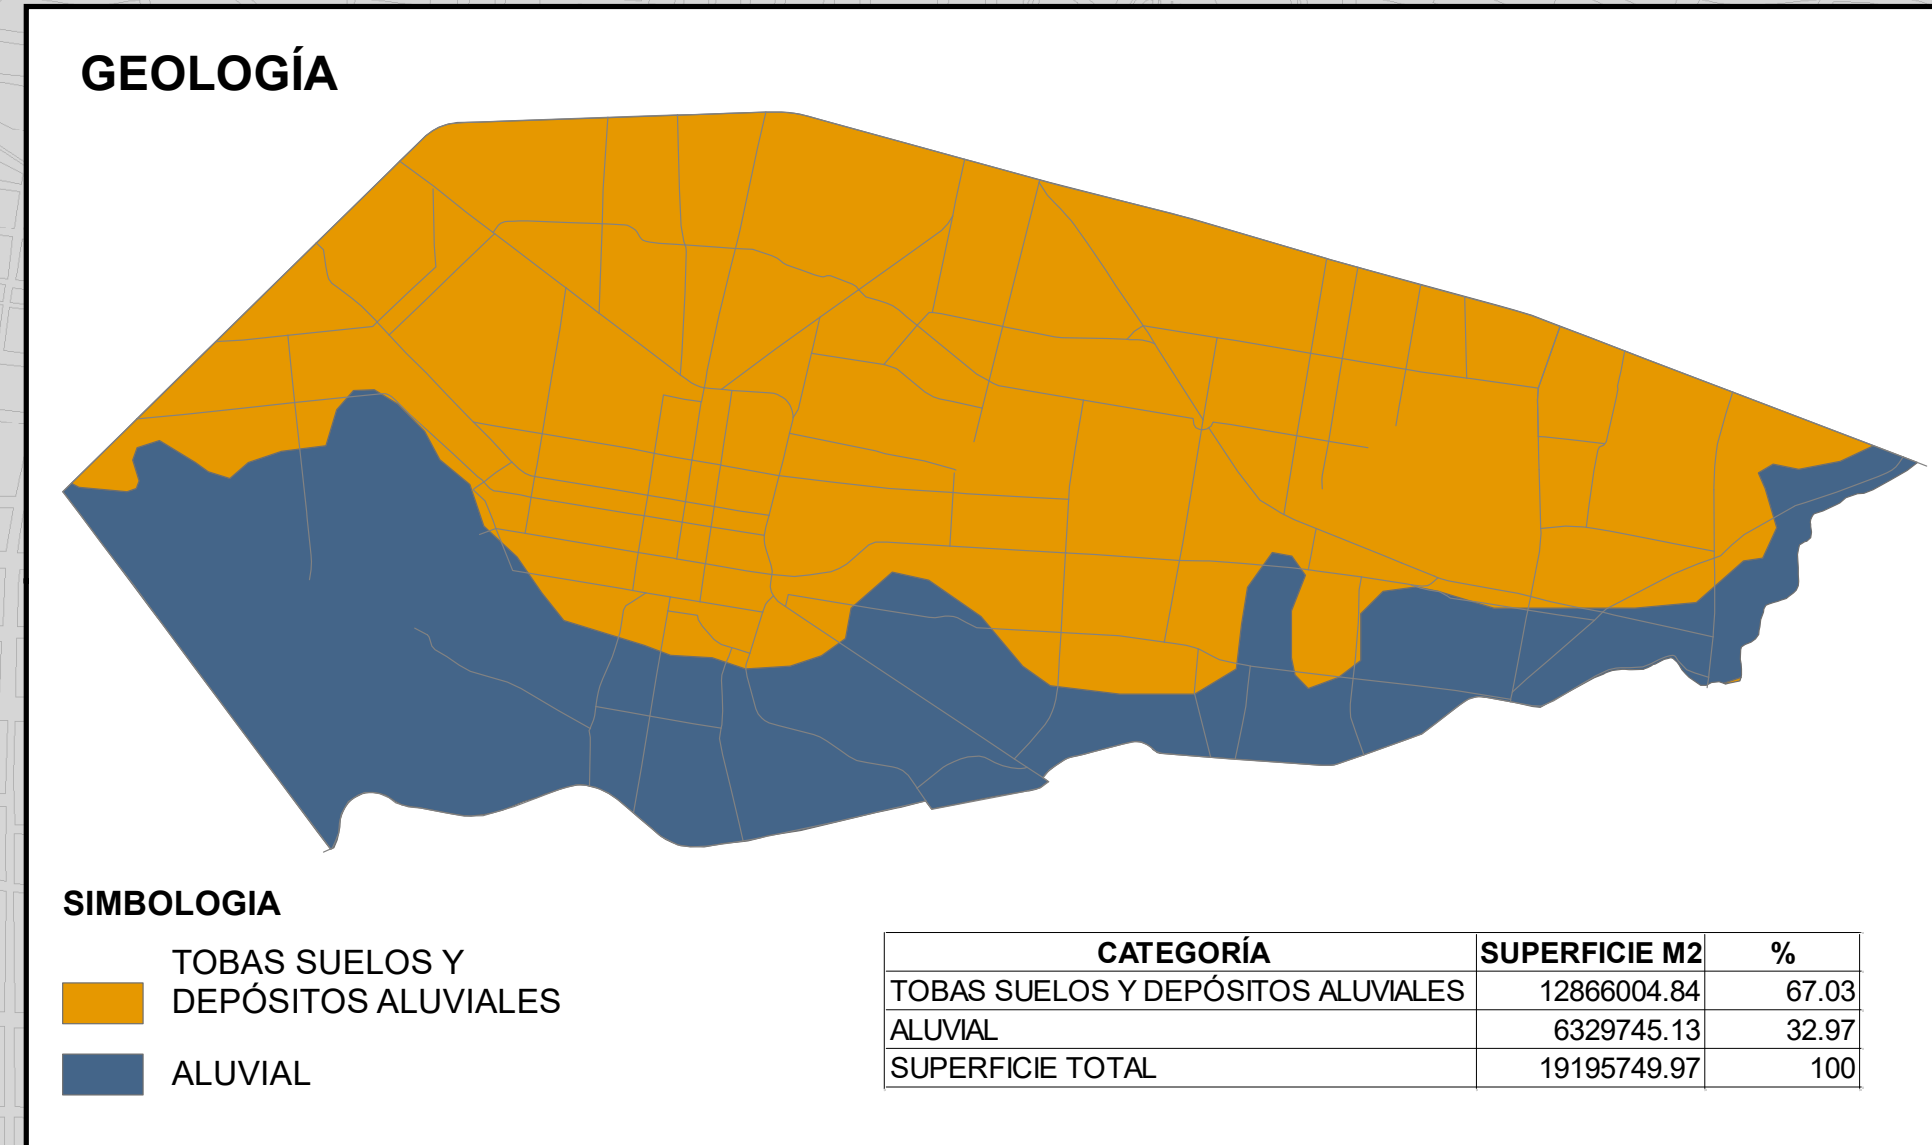 GEOLOGÍA
SIMBOLOGIA
TOBAS SUELOS Y
DEPÓSITOS ALUVIALES
ALUVIAL
CATEGORÍA SUPERFICIE M2 %
TOBAS SUELOS Y DEPÓSITOS ALUVIALES 12866004.84 67.03
ALUVIAL 6329745.13 32.97
SUPERFICIE TOTAL 19195749.97 100